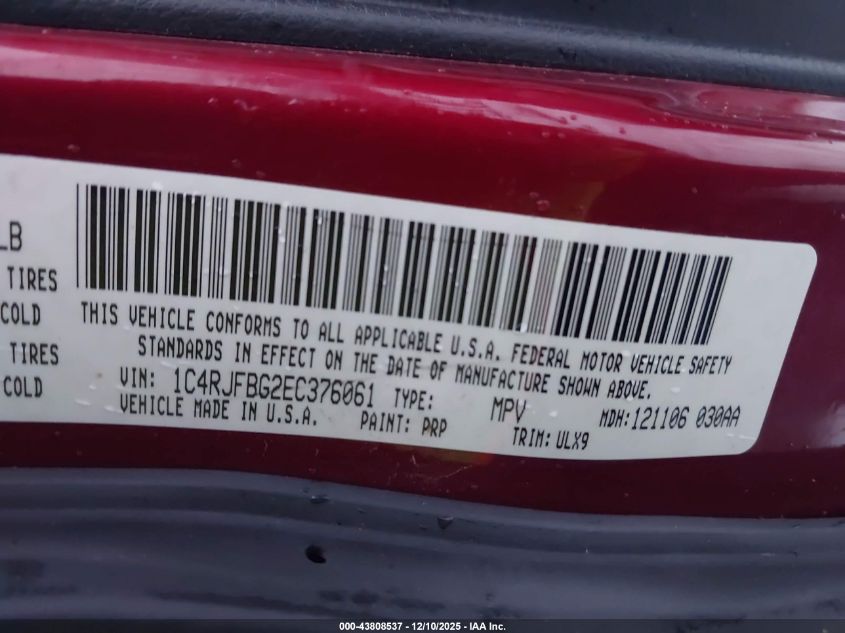 LB
TIRES
COLD
TIRES
COLD
THIS VEHICLE CONFORMS TO ALL APPLICABLE U.S.A. FEDERAL MOTOR VEHICLE SAFETY
STANDARDS IN EFFECT ON THE DATE OF MANUFACTURE SHOWN ABOVE.
VIN: 1C4RJFBG2EC376061 TYPE: MPV MDH:121106 030AA
VEHICLE MADE IN U.S.A. PAINT: PRP TRIM: ULX9
000-43808537 - 12/10/2025 - IAA Inc.